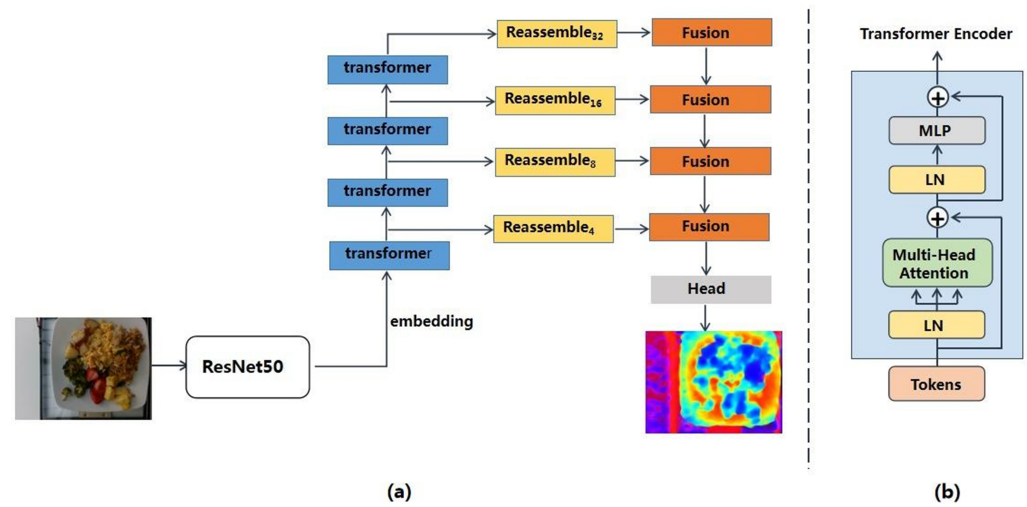 Reassemble32
Fusion
transformer
Reassemble16
Fusion
transformer
Reassemble8
Fusion
transformer
Reassemble4
Fusion
transformer
Head
embedding
ResNet50
(a)
Transformer Encoder
MLP
LN
Multi-Head
Attention
LN
Tokens
(b)